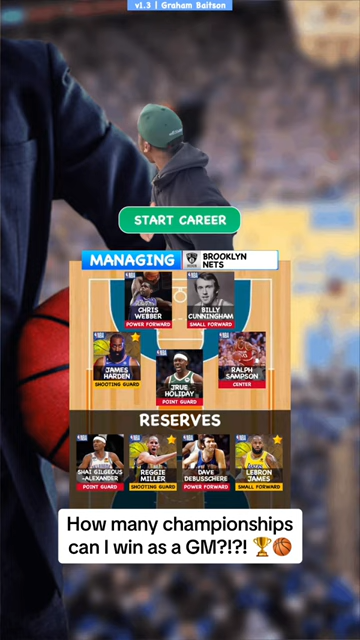 v1.3 | Graham Baitson
START CAREER
MANAGING
BROOKLYN
NETS
CHRIS
WEBBER
POWER FORWARD
BILLY
CUNNINGHAM
SMALL FORWARD
JAMES
HARDEN
SHOOTING GUARD
JRUE
HOLIDAY
POINT GUARD
RALPH
SAMPSON
CENTER
RESERVES
SHAI GILGEOUS
-ALEXANDER
POINT GUARD
REGGIE
MILLER
SHOOTING GUARD
DAVE
DEBUSSCHERE
POWER FORWARD
LEBRON
JAMES
SMALL FORWARD
How many championships
can I win as a GM?!?! 🏆🏀